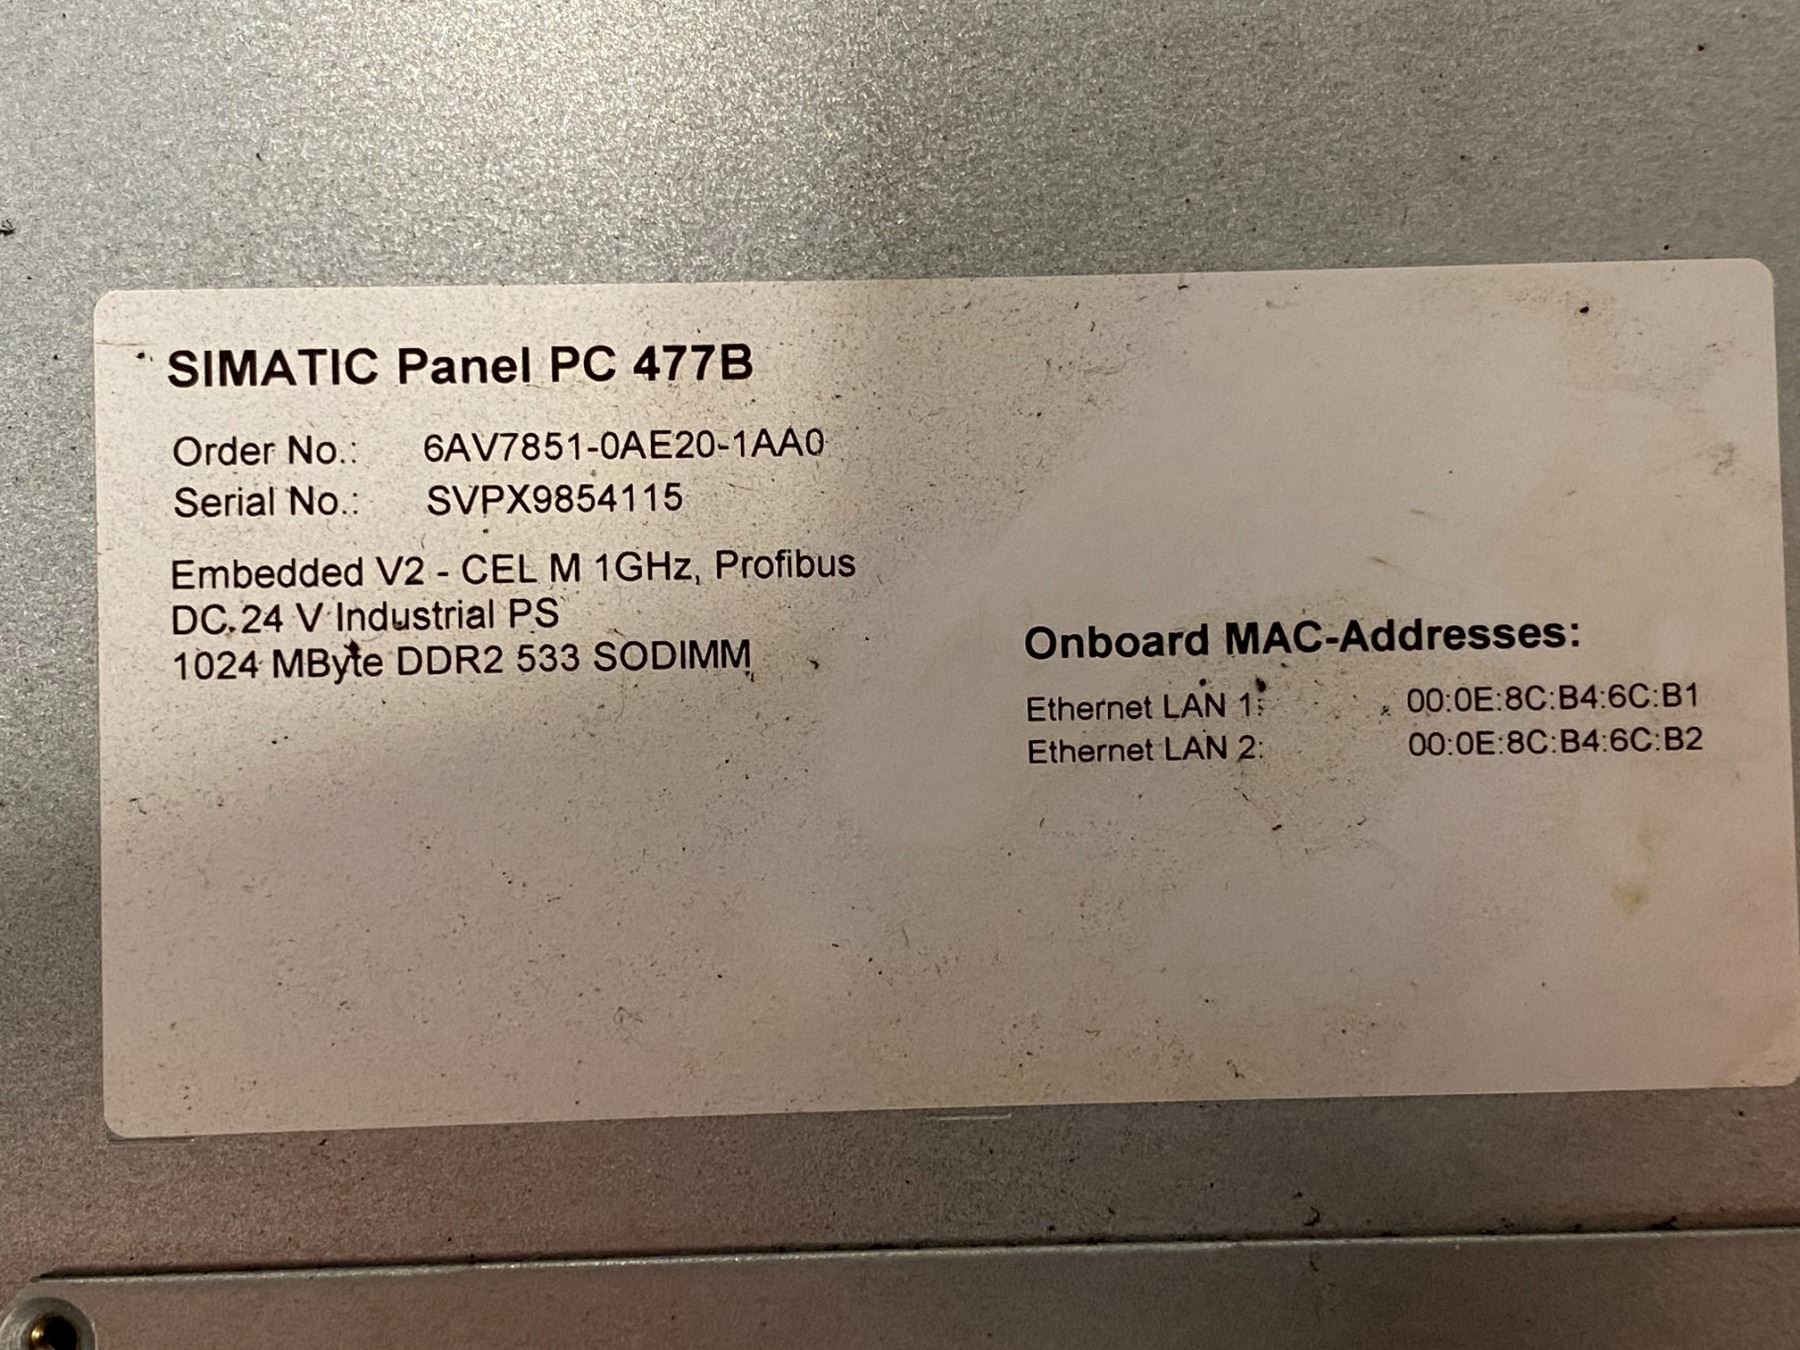 SIMATIC Panel PC 477B
Order No.: 6AV7851-0AE20-1AA0
Serial No.: SVPX9854115
Embedded V2 - CEL M 1GHz, Profibus
DC 24 V Industrial PS
1024 MByte DDR2 533 SODIMM
Onboard MAC-Addresses:
Ethernet LAN 1: 00:0E:8C:B4:6C:B1
Ethernet LAN 2: 00:0E:8C:B4:6C:B2